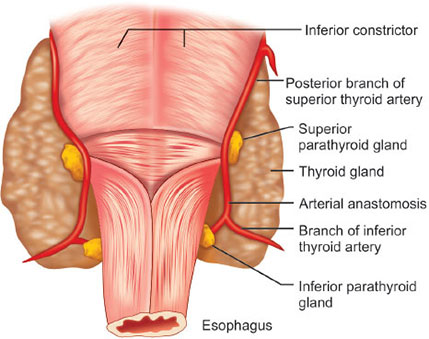 Inferior constrictor
Posterior branch of
superior thyroid artery
Superior
parathyroid gland
Thyroid gland
Arterial anastomosis
Branch of inferior
thyroid artery
Inferior parathyroid
gland
Esophagus